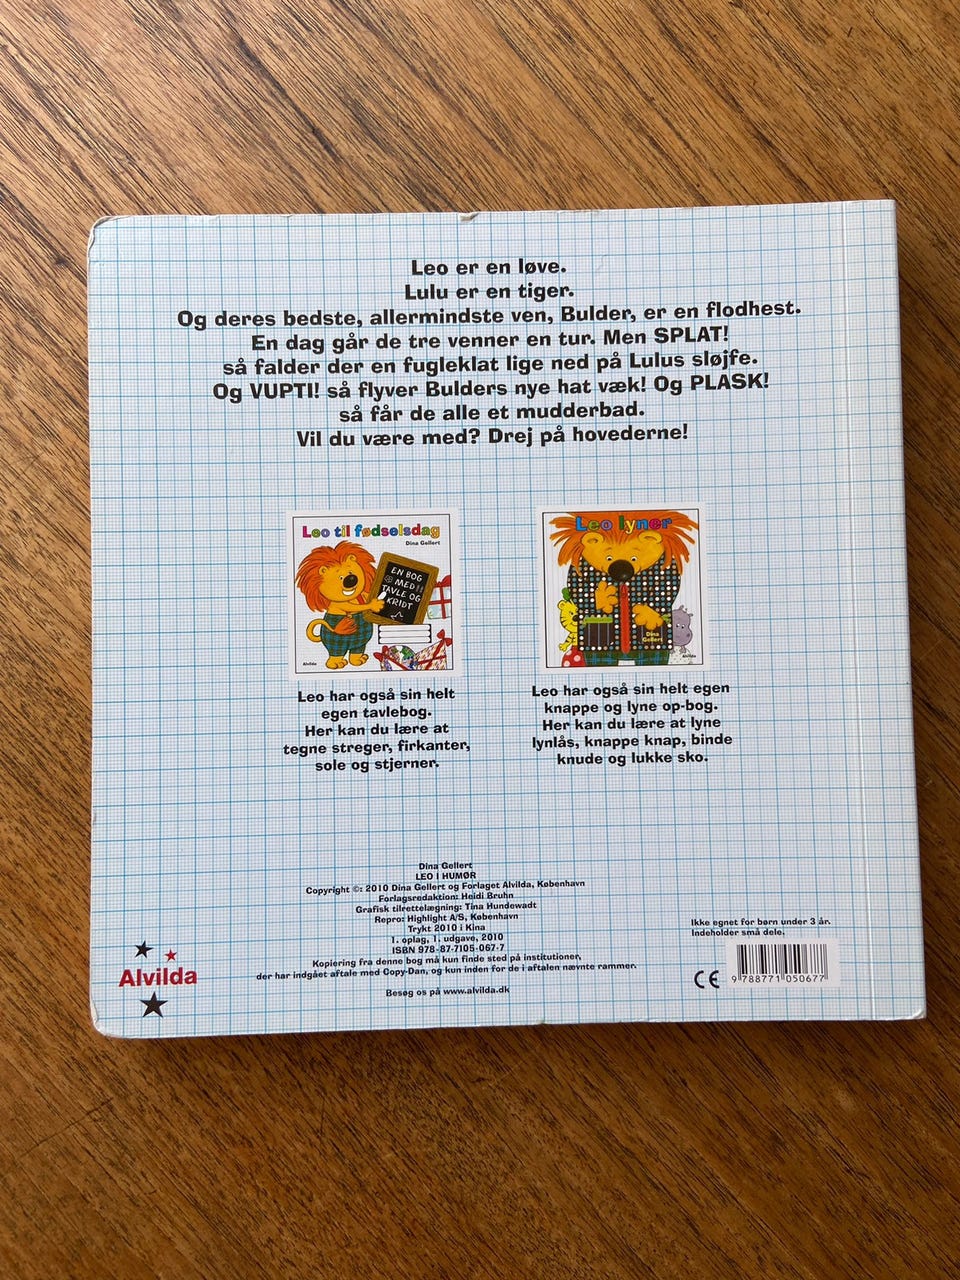 Leo er en løve.
Lulu er en tiger.
Og deres bedste, allermindste ven, Bulder, er en flodhest.
En dag går de tre venner en tur. Men SPLAT!
så falder der en fugleklat lige ned på Lulus sløjfe.
Og VUPTI! så flyver Bulders nye hat væk! Og PLASK!
så får de alle et mudderbad.
Vil du være med? Drej på hovederne!
Leo til fødselsdag
Dina Gellert
EN BOG
MED
TAVLE OG
KRIDT
Alvilda
Leo har også sin helt
egen tavlebog.
Her kan du lære at
tegne streger, firkanter,
sole og stjerner.
Leo lyner
Dina
Gellert
Alvilda
Leo har også sin helt egen
knappe og lyne op-bog.
Her kan du lære at lyne
lynlås, knappe knap, binde
knude og lukke sko.
Dina Gellert
LEO I HUMØR
Copyright ©: 2010 Dina Gellert og Forlaget Alvilda, København
Forlagsredaktion: Heidi Bruhn
Grafisk tilrettelægning: Tina Hundewadt
Repro: Highlight A/S, København
Trykt 2010 i Kina
1. oplag, 1. udgave, 2010
ISBN 978-87-7105-067-7
Kopiering fra denne bog må kun finde sted på institutioner,
der har indgået aftale med Copy-Dan, og kun inden for de i aftalen nævnte rammer.
Besøg os på www.alvilda.dk
Alvilda
Ikke egnet for børn under 3 år.
Indeholder små dele.
CE
9 788771 050677